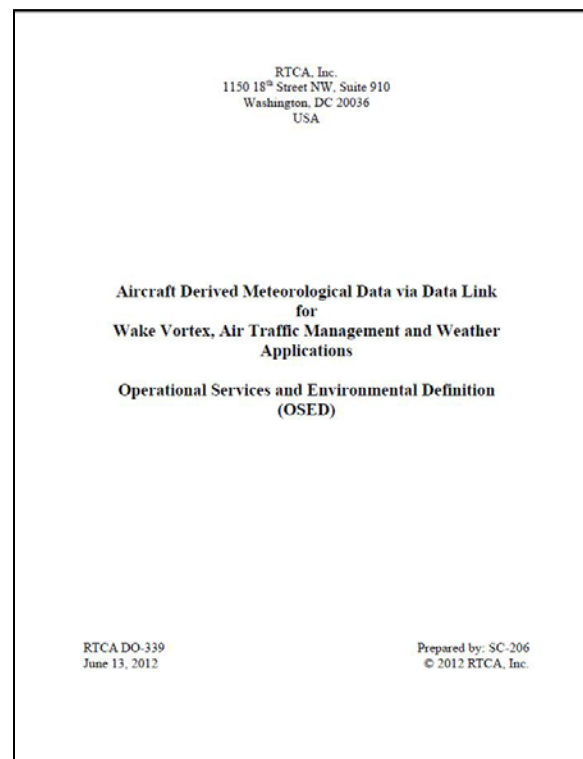 RTCA, Inc.
1150 18th Street NW, Suite 910
Washington, DC 20036
USA
Aircraft Derived Meteorological Data via Data Link
for
Wake Vortex, Air Traffic Management and Weather
Applications
Operational Services and Environmental Definition
(OSED)
RTCA DO-339
June 13, 2012
Prepared by: SC-206
© 2012 RTCA, Inc.